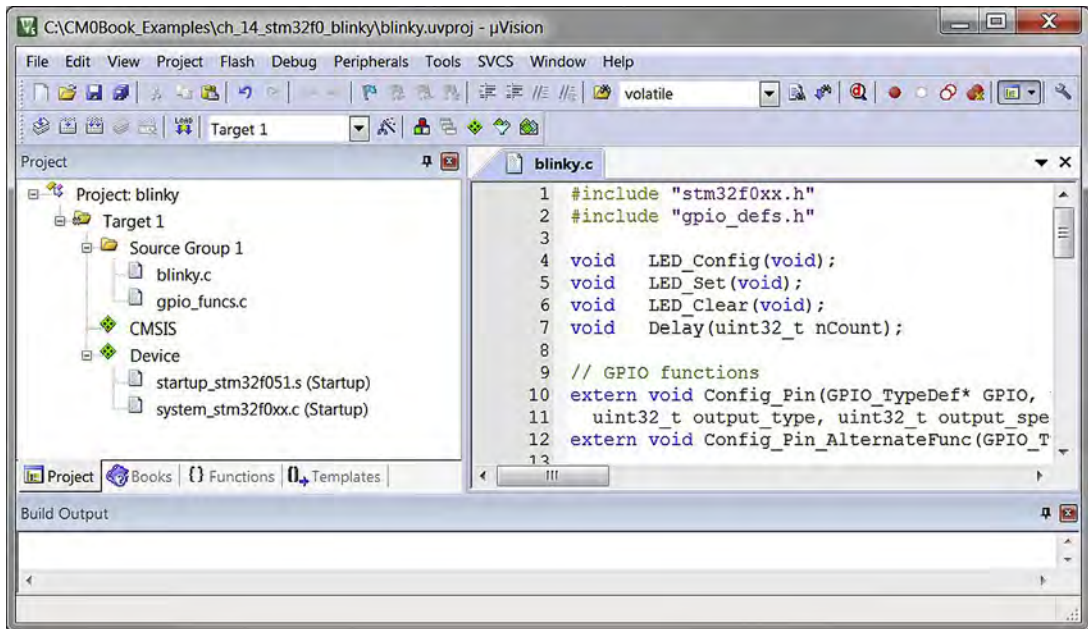 C:\CM0Book_Examples\ch_14_stm32f0_blinky\blinky.uvproj - µVision
File Edit View Project Flash Debug Peripherals Tools SVCS Window Help
volatile
LOAD Target 1
Project
blinky.c
Project: blinky
Target 1
Source Group 1
blinky.c
gpio_funcs.c
CMSIS
Device
startup_stm32f051.s (Startup)
system_stm32f0xx.c (Startup)
1 #include "stm32f0xx.h"
2 #include "gpio_defs.h"
3
4 void LED_Config(void);
5 void LED_Set(void);
6 void LED_Clear(void);
7 void Delay(uint32_t nCount);
8
9 // GPIO functions
10 extern void Config_Pin(GPIO_TypeDef* GPIO,
11 uint32_t output_type, uint32_t output_spe
12 extern void Config_Pin_AlternateFunc(GPIO_T
13
Project Books {} Functions 0 Templates
Build Output